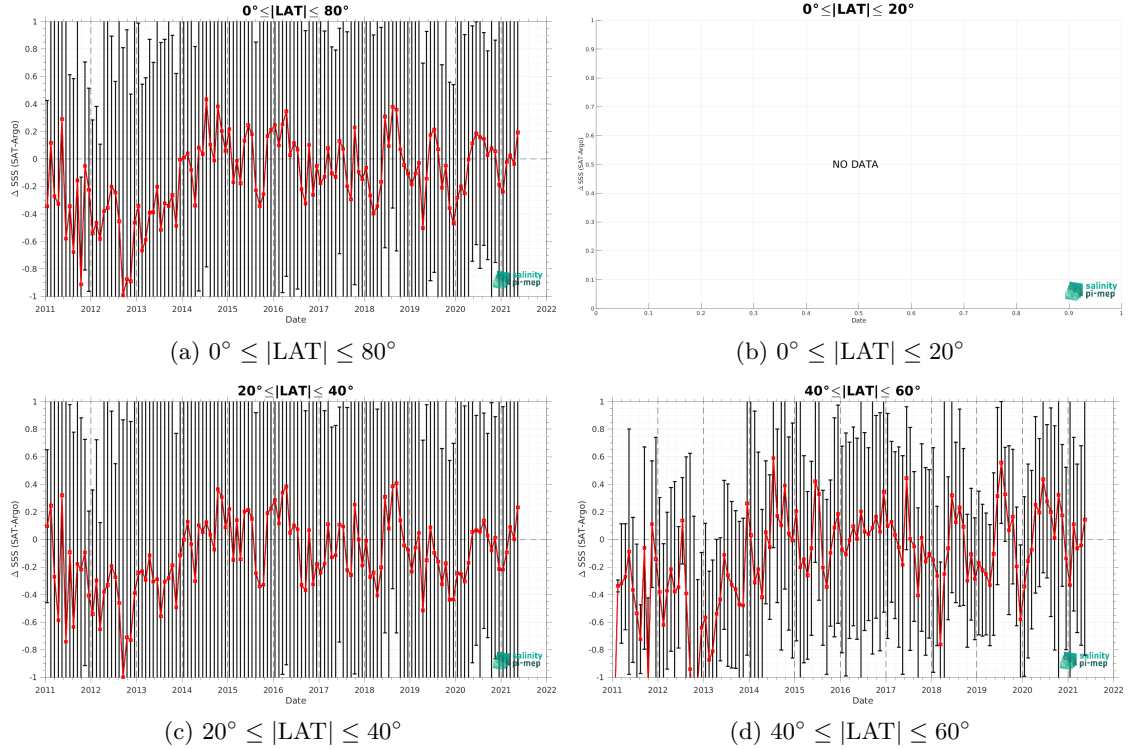 0°≤|LAT|≤ 80°
Δ SSS (SAT-Argo)
1
0.8
0.6
0.4
0.2
0
-0.2
-0.4
-0.6
-0.8
-1
2011 2012 2013 2014 2015 2016 2017 2018 2019 2020 2021 2022
Date
salinity
pi-mep
(a) 0° ≤ |LAT| ≤ 80°
0°≤|LAT|≤ 20°
Δ SSS (SAT-Argo)
1
0.9
0.8
0.7
0.6
0.5
0.4
0.3
0.2
0.1
0
NO DATA
0 0.1 0.2 0.3 0.4 0.5 0.6 0.7 0.8 0.9 1
Date
salinity
pi-mep
(b) 0° ≤ |LAT| ≤ 20°
20°≤|LAT|≤ 40°
Δ SSS (SAT-Argo)
1
0.8
0.6
0.4
0.2
0
-0.2
-0.4
-0.6
-0.8
-1
2011 2012 2013 2014 2015 2016 2017 2018 2019 2020 2021 2022
Date
salinity
pi-mep
(c) 20° ≤ |LAT| ≤ 40°
40°≤|LAT|≤ 60°
Δ SSS (SAT-Argo)
1
0.8
0.6
0.4
0.2
0
-0.2
-0.4
-0.6
-0.8
-1
2011 2012 2013 2014 2015 2016 2017 2018 2019 2020 2021 2022
Date
salinity
pi-mep
(d) 40° ≤ |LAT| ≤ 60°